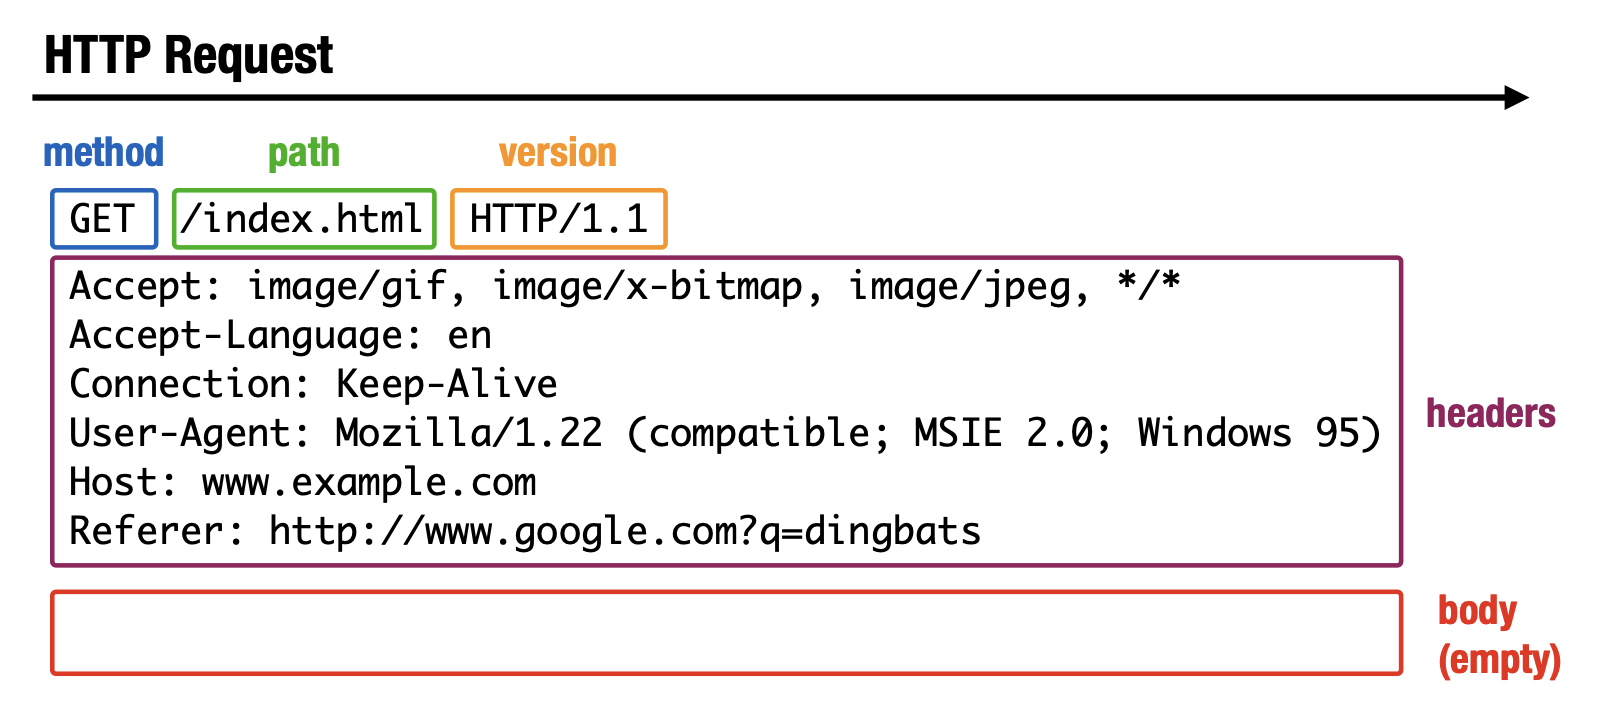 HTTP Request
method path version
GET /index.html HTTP/1.1
Accept: image/gif, image/x-bitmap, image/jpeg, */*
Accept-Language: en
Connection: Keep-Alive
User-Agent: Mozilla/1.22 (compatible; MSIE 2.0; Windows 95)
Host: www.example.com
Referer: http://www.google.com?q=dingbats
headers
body
(empty)